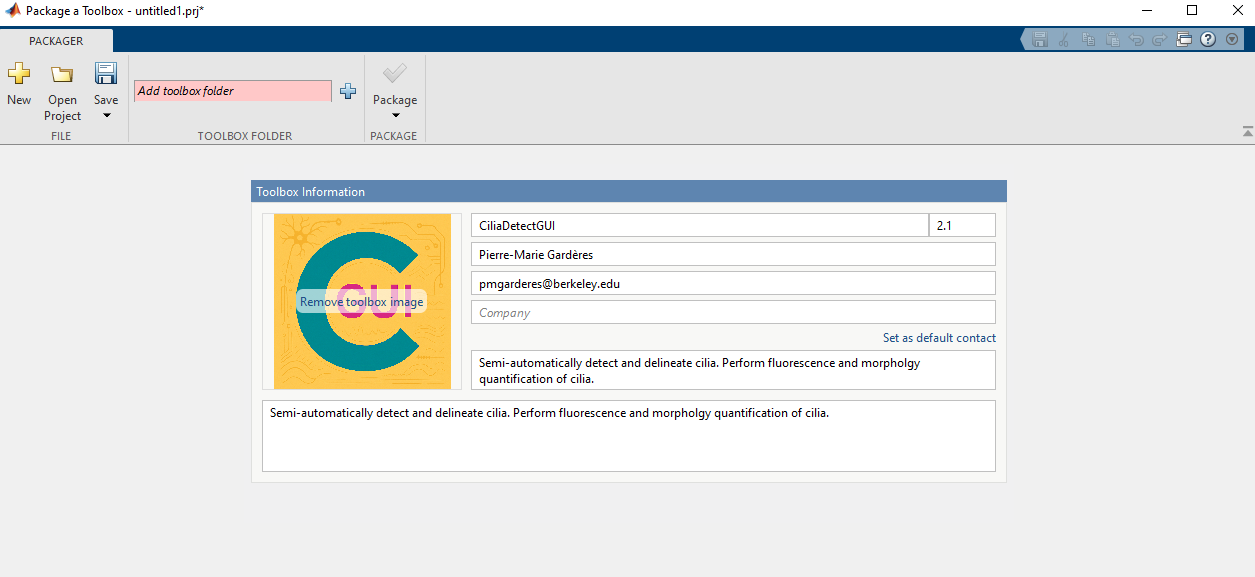 Package a Toolbox - untitled1.prj*
PACKAGER
New
Open
Project
Save
Add toolbox folder
Package
FILE
TOOLBOX FOLDER
PACKAGE
Toolbox Information
C
GUI
Remove toolbox image
CiliaDetectGUI
2.1
Pierre-Marie Gardères
pmgarderes@berkeley.edu
Company
Set as default contact
Semi-automatically detect and delineate cilia. Perform fluorescence and morpholgy
quantification of cilia.
Semi-automatically detect and delineate cilia. Perform fluorescence and morpholgy quantification of cilia.